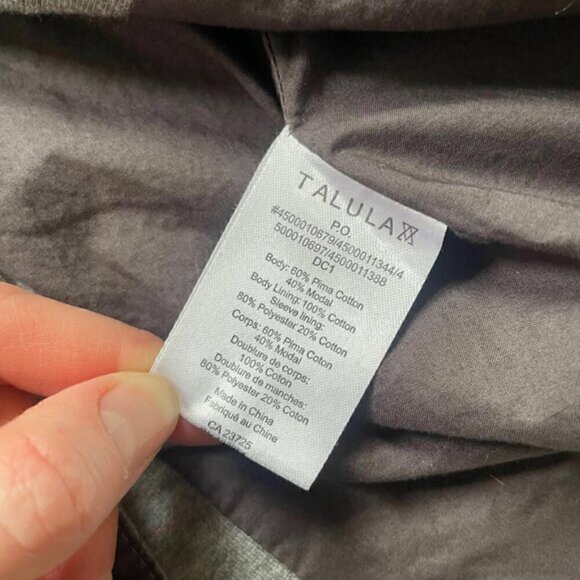 TALULA
P.O.
#4500010679/4500011344/4
500010697/4500011388
DC1
Body: 60% Pima Cotton
40% Modal
Body Lining: 100% Cotton
Sleeve lining:
80% Polyester 20% Cotton
Corps: 60% Pima Coton
40% Modal
Doublure de corps:
100% Coton
Doublure de manches:
80% Polyester 20% Coton
Made in China
Fabriqué au Chine
CA 23725